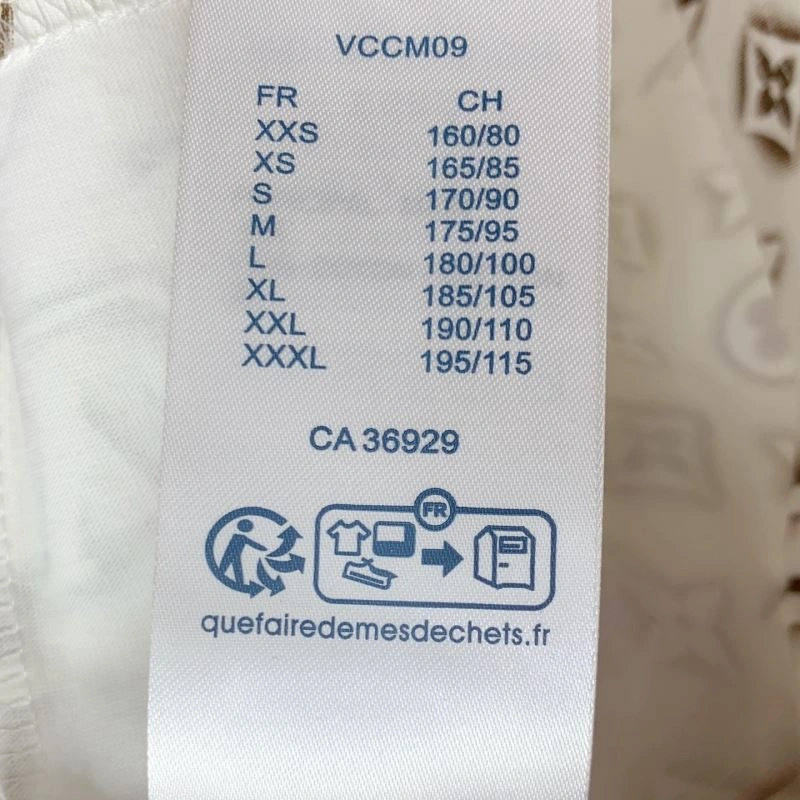 VCCM09
FR CH
XXS 160/80
XS 165/85
S 170/90
M 175/95
L 180/100
XL 185/105
XXL 190/110
XXXL 195/115
CA 36929
FR
quefairedemesdechets.fr